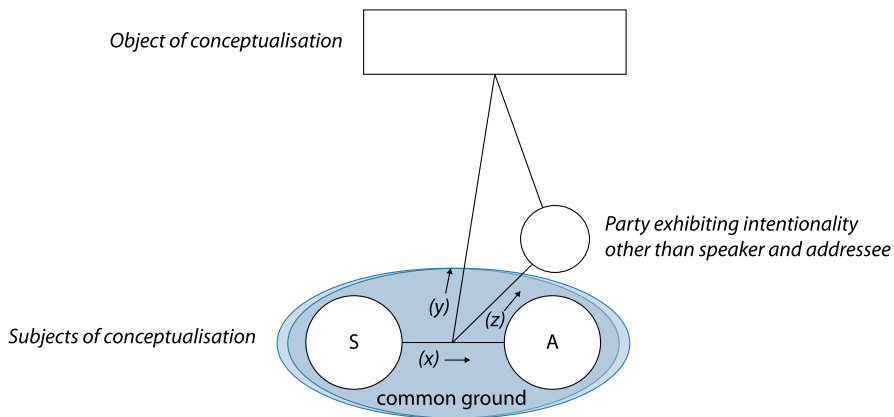 Object of conceptualisation
Party exhibiting intentionality
other than speaker and addressee
(y)
(z)
Subjects of conceptualisation
S
A
(x)
common ground